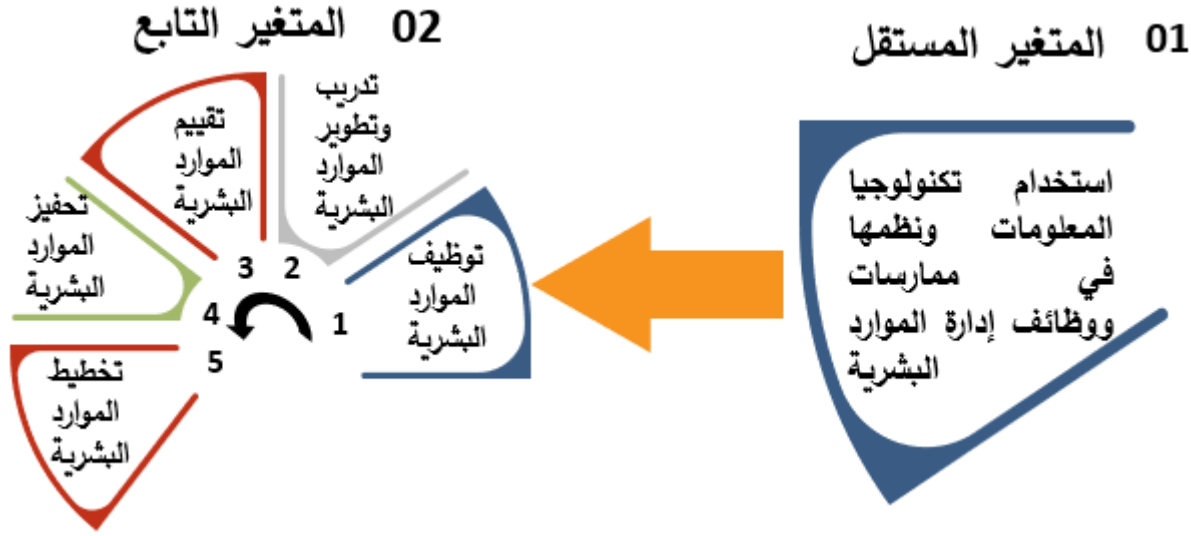 01 المتغير المستقل
استخدام تكنولوجيا
المعلومات ونظمها
في ممارسات
ووظائف إدارة الموارد
البشرية
02 المتغير التابع
1
توظيف
الموارد
البشرية
2
تدريب
وتطوير
الموارد
البشرية
3
تقييم
الموارد
البشرية
4
تحفيز
الموارد
البشرية
5
تخطيط
الموارد
البشرية